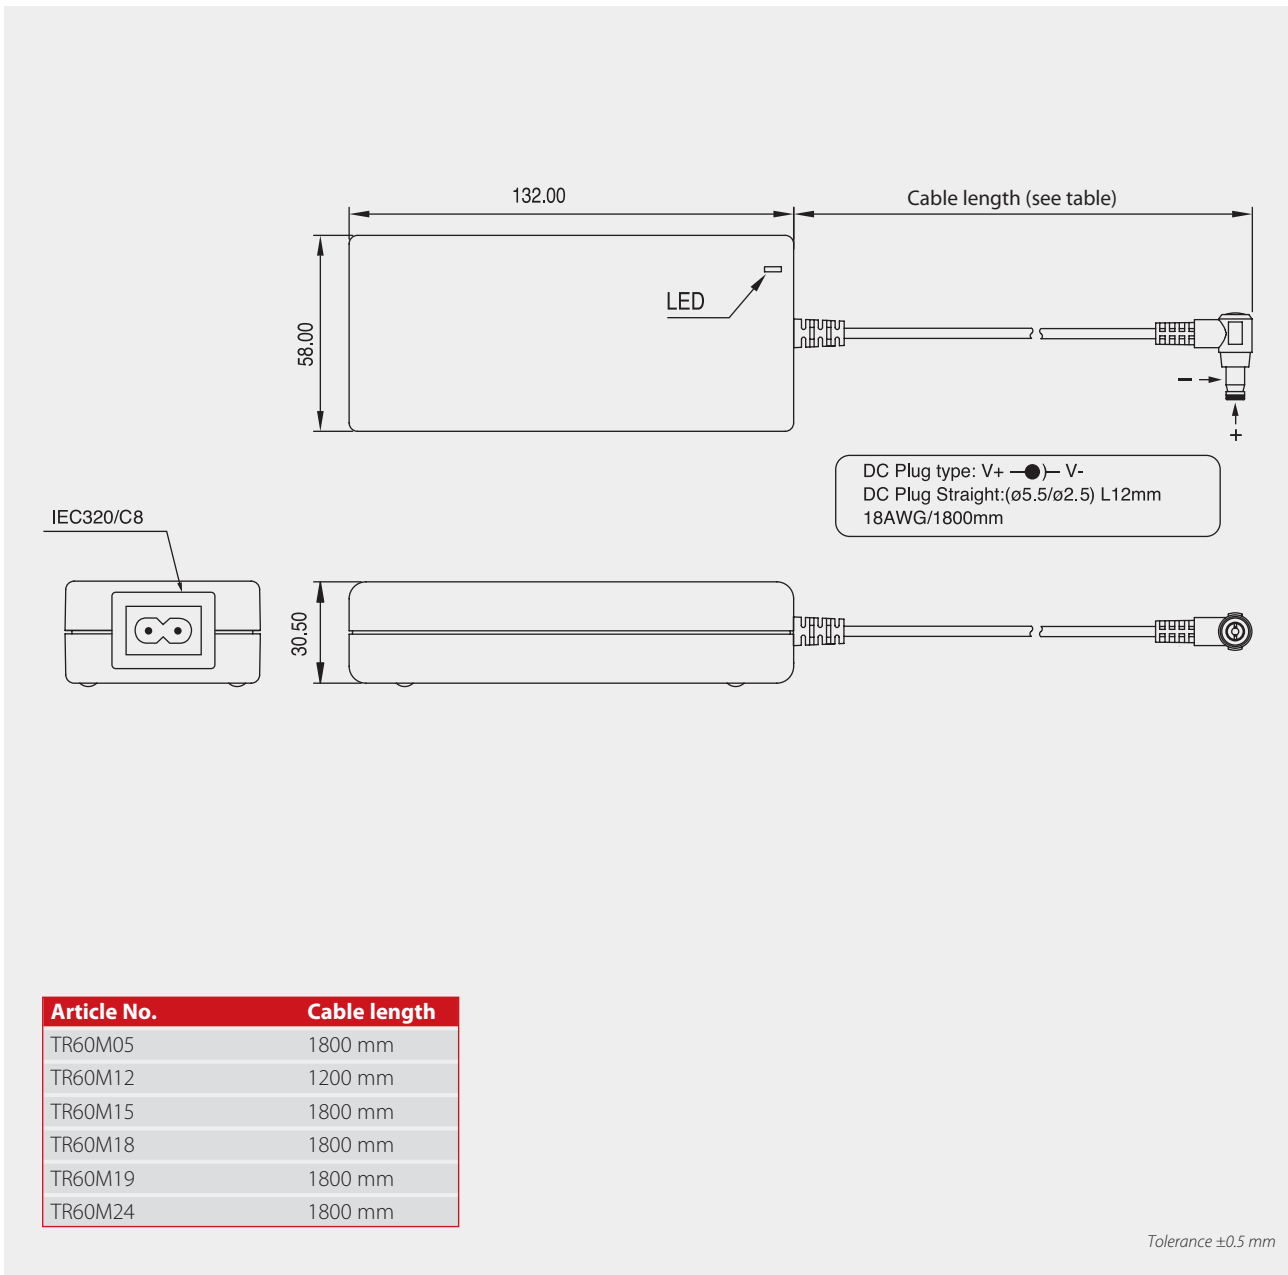 132.00
Cable length (see table)
LED
58.00
−
+
DC Plug type: V+ V-
DC Plug Straight:(ø5.5/ø2.5) L12mm
18AWG/1800mm
IEC320/C8
30.50
Article No. Cable length
TR60M05 1800 mm
TR60M12 1200 mm
TR60M15 1800 mm
TR60M18 1800 mm
TR60M19 1800 mm
TR60M24 1800 mm
Tolerance ±0.5 mm